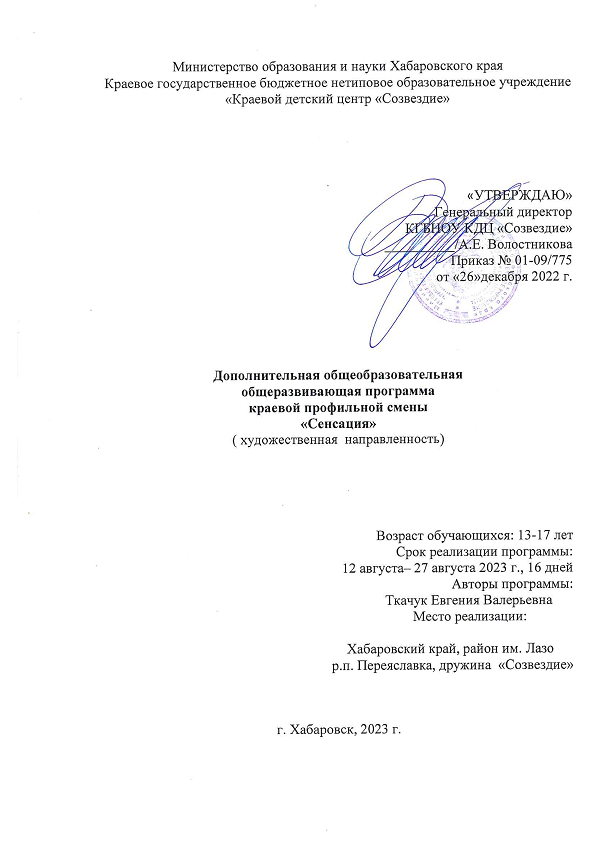 Министерство образования и науки Хабаровского края
Краевое государственное бюджетное нетиповое образовательное учреждение
«Краевой детский центр «Созвездие»
«УТВЕРЖДАЮ»
Генеральный директор
КГБНОУ КДЦ «Созвездие»
/А.Е. Волостникова
Приказ № 01-09/775
от «26»декабря 2022 г.
Дополнительная общеобразовательная
общеразвивающая программа
краевой профильной смены
«Сенсация»
( художественная направленность)
Возраст обучающихся: 13-17 лет
Срок реализации программы:
12 августа– 27 августа 2023 г., 16 дней
Авторы программы:
Ткачук Евгения Валерьевна
Место реализации:
Хабаровский край, район им. Лазо
р.п. Переяславка, дружина «Созвездие»
г. Хабаровск, 2023 г.